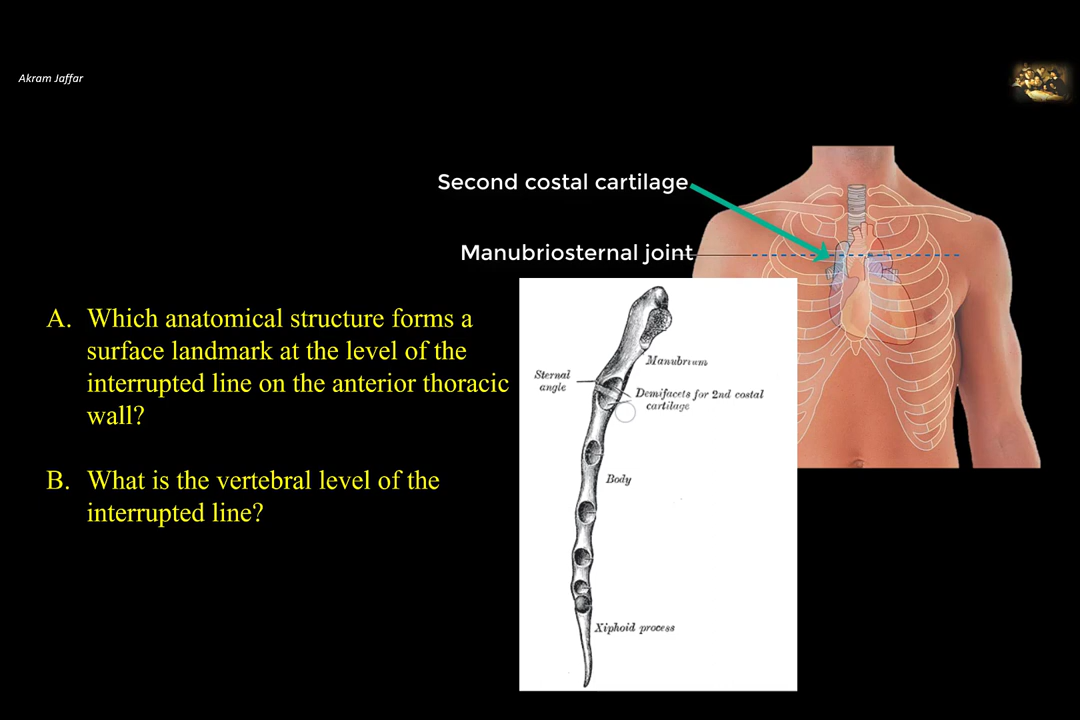 Akram Jaffar
Second costal cartilage
Manubriosternal joint
A. Which anatomical structure forms a
surface landmark at the level of the
interrupted line on the anterior thoracic
wall?
B. What is the vertebral level of the
interrupted line?
Manubrium
Sternal
angle
Demifacets for 2nd costal
cartilage
Body
Xiphoid process